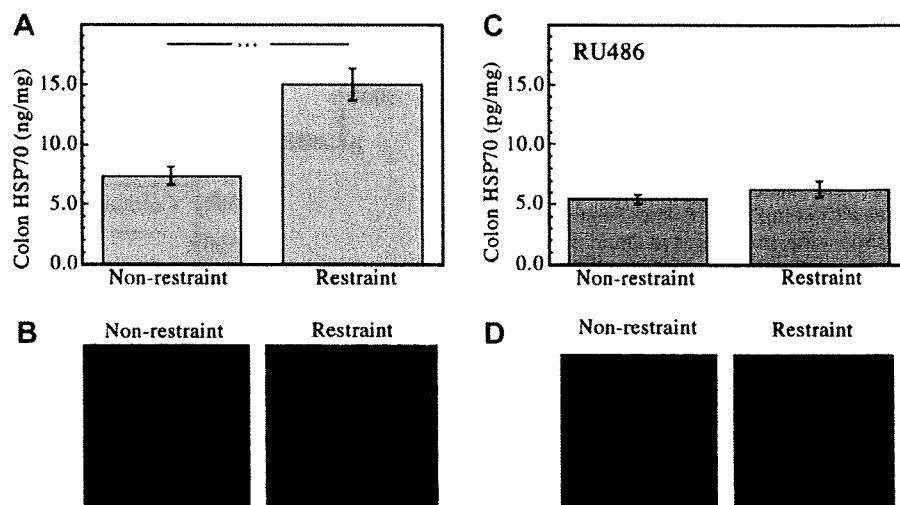 A
Colon HSP70 (ng/mg)
15.0
10.0
5.0
0.0
...
Non-restraint Restraint
C
Colon HSP70 (pg/mg)
15.0
10.0
5.0
0.0
RU486
Non-restraint Restraint
B
Non-restraint Restraint
D
Non-restraint Restraint